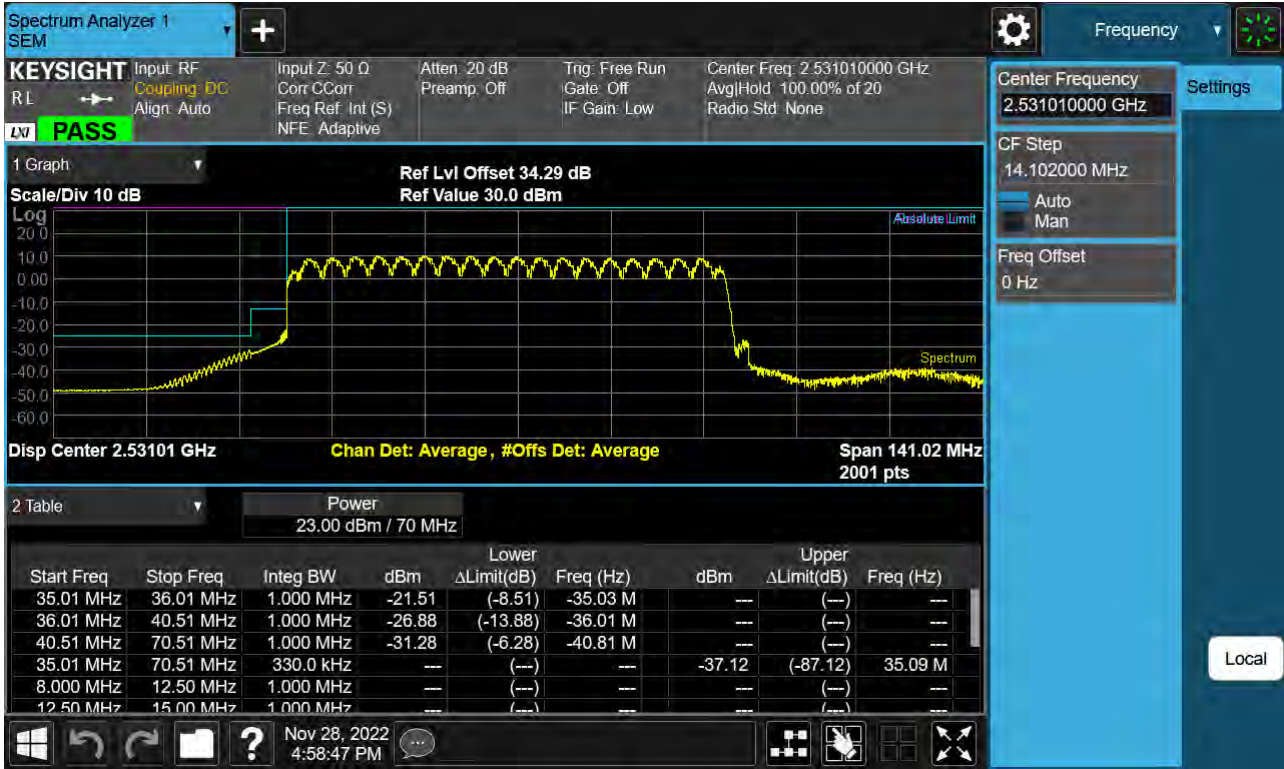 Spectrum Analyzer 1
SEM
Frequency
KEYSIGHT
R L
LXI
PASS
Input: RF
Coupling: DC
Align: Auto
Input Z: 50 Ω
Corr CCorr
Freq Ref: Int (S)
NFE: Adaptive
Atten: 20 dB
Preamp: Off
Trig: Free Run
Gate: Off
IF Gain: Low
Center Freq: 2.531010000 GHz
Avg|Hold: 100.00% of 20
Radio Std: None
Center Frequency
2.531010000 GHz
Settings
CF Step
14.102000 MHz
Auto
Man
Freq Offset
0 Hz
Local
1 Graph
Scale/Div 10 dB
Ref Lvl Offset 34.29 dB
Ref Value 30.0 dBm
Log
20.0
10.0
0.00
-10.0
-20.0
-30.0
-40.0
-50.0
-60.0
Absolute Limit
Spectrum
Disp Center 2.53101 GHz
Chan Det: Average, #Offs Det: Average
Span 141.02 MHz
2001 pts
2 Table
Power
23.00 dBm / 70 MHz
Lower Upper
Start Freq Stop Freq Integ BW dBm ΔLimit(dB) Freq (Hz) dBm ΔLimit(dB) Freq (Hz)
35.01 MHz 36.01 MHz 1.000 MHz -21.51 (-8.51) -35.03 M --- (---) ---
36.01 MHz 40.51 MHz 1.000 MHz -26.88 (-13.88) -36.01 M --- (---) ---
40.51 MHz 70.51 MHz 1.000 MHz -31.28 (-6.28) -40.81 M --- (---) ---
35.01 MHz 70.51 MHz 330.0 kHz --- (---) --- -37.12 (-87.12) 35.09 M
8.000 MHz 12.50 MHz 1.000 MHz --- (---) --- --- (---) ---
12.50 MHz 15.00 MHz 1.000 MHz --- (---) --- --- (---) ---
Nov 28, 2022
4:58:47 PM